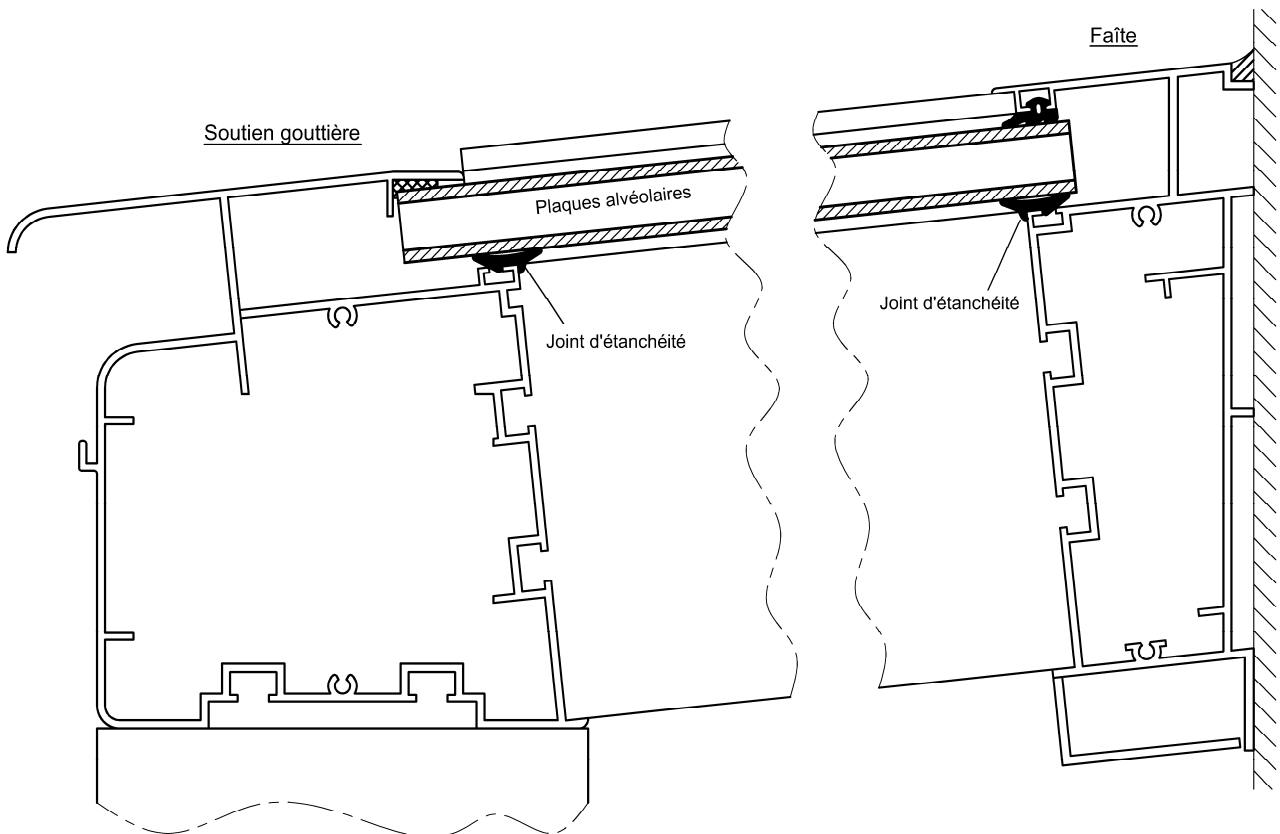 Faîte
Soutien gouttière
Plaques alvéolaires
Joint d'étanchéité
Joint d'étanchéité